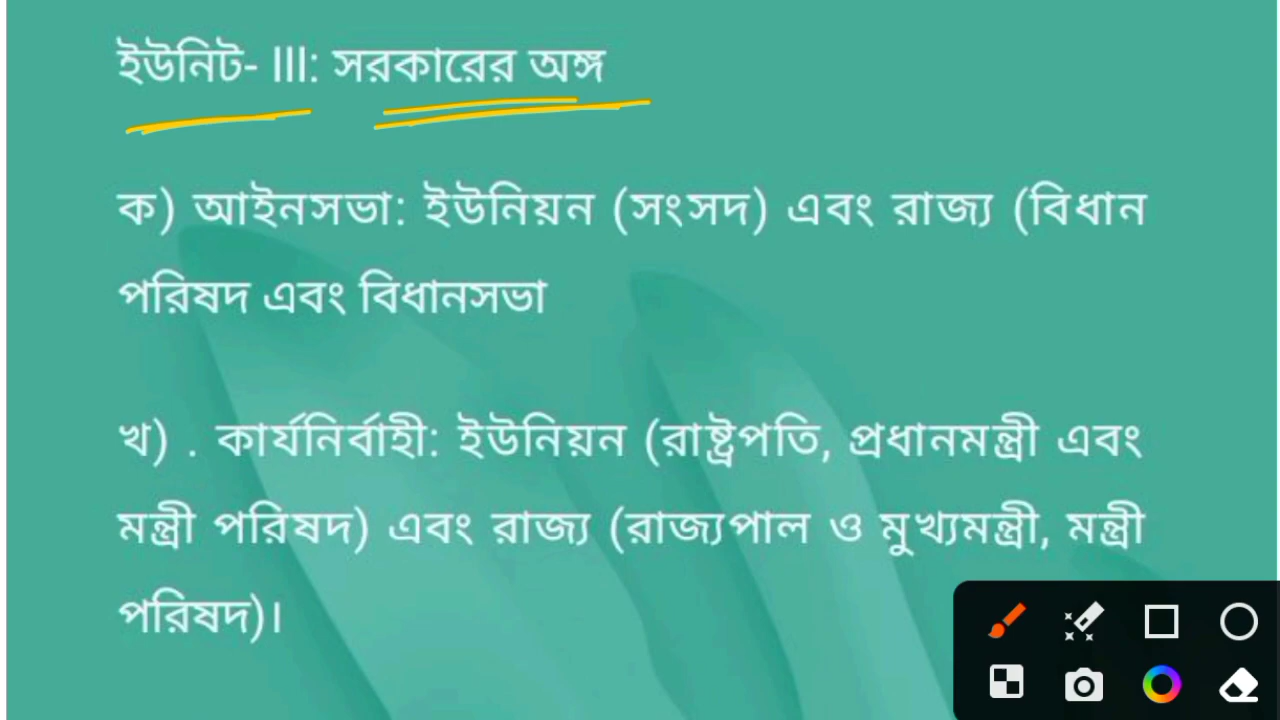 ইউনিট- III: সরকারের অঙ্গ
ক) আইনসভা: ইউনিয়ন (সংসদ) এবং রাজ্য (বিধান
পরিষদ এবং বিধানসভা
খ) . কার্যনির্বাহী: ইউনিয়ন (রাষ্ট্রপতি, প্রধানমন্ত্রী এবং
মন্ত্রী পরিষদ) এবং রাজ্য (রাজ্যপাল ও মুখ্যমন্ত্রী, মন্ত্রী
পরিষদ)।